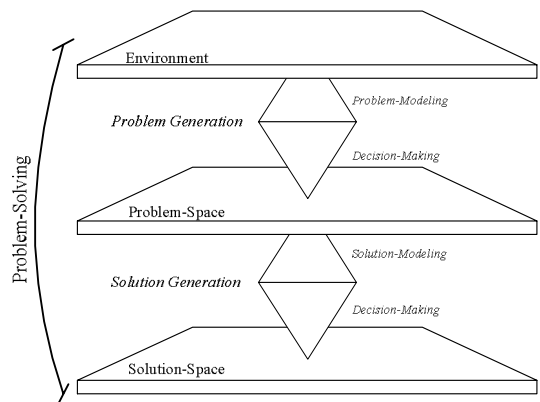 Environment
Problem-Modeling
Problem Generation
Decision-Making
Problem-Solving
Problem-Space
Solution-Modeling
Solution Generation
Decision-Making
Solution-Space